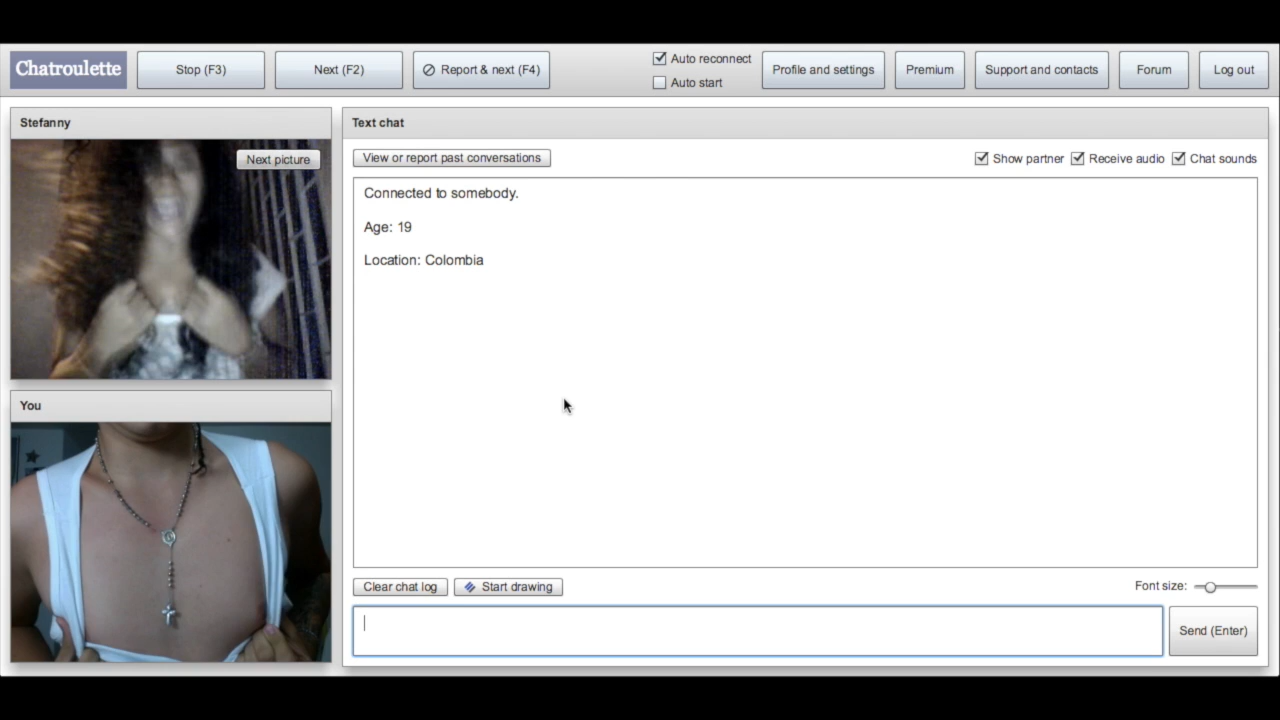 Chatroulette
Stop (F3)
Next (F2)
Report & next (F4)
Auto reconnect
Auto start
Profile and settings
Premium
Support and contacts
Forum
Log out
Stefanny
Next picture
You
Text chat
View or report past conversations
Show partner
Receive audio
Chat sounds
Connected to somebody.
Age: 19
Location: Colombia
Clear chat log
Start drawing
Font size:
Send (Enter)